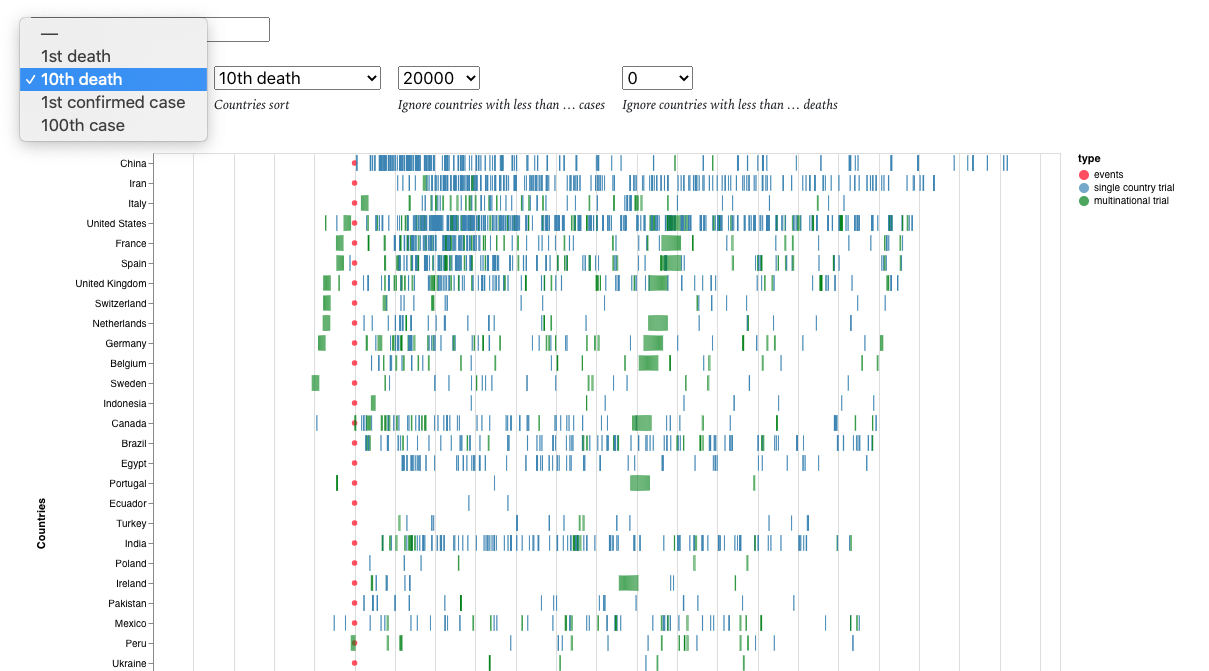 —
1st death
✓ 10th death
1st confirmed case
100th case
10th death
20000
0
Countries sort
Ignore countries with less than … cases
Ignore countries with less than … deaths
type
events
single country trial
multinational trial
Countries
China
Iran
Italy
United States
France
Spain
United Kingdom
Switzerland
Netherlands
Germany
Belgium
Sweden
Indonesia
Canada
Brazil
Egypt
Portugal
Ecuador
Turkey
India
Poland
Ireland
Pakistan
Mexico
Peru
Ukraine